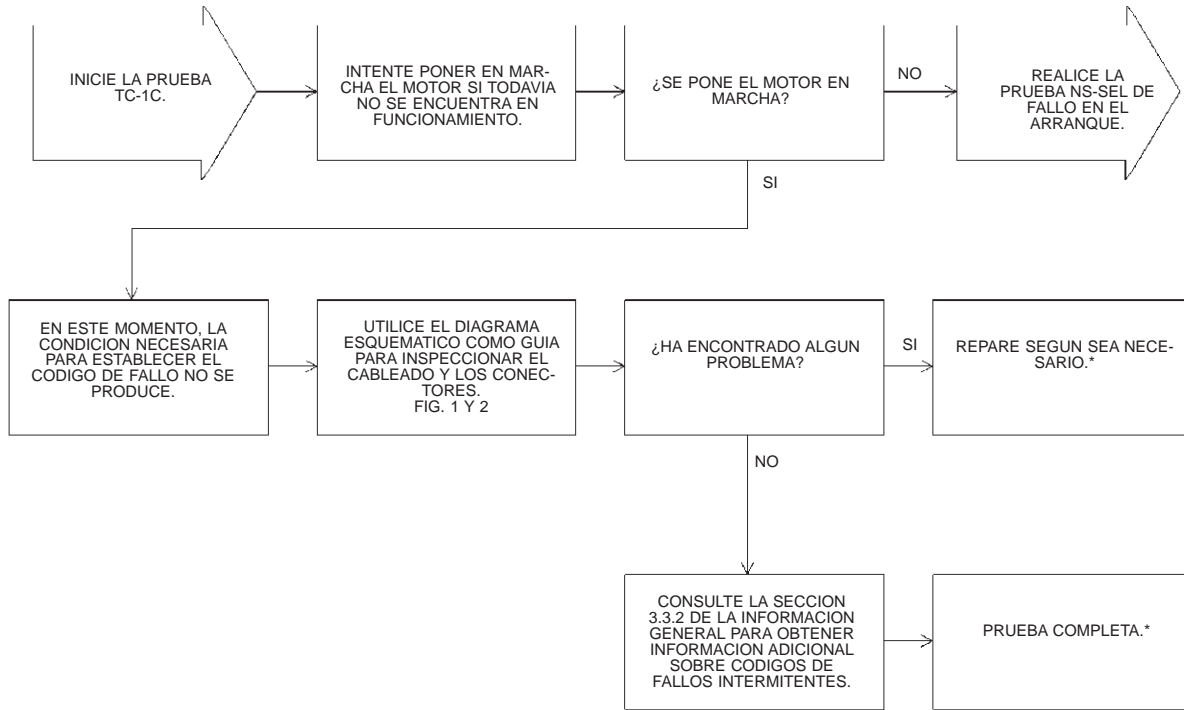 INICIE LA PRUEBA
TC-1C.
INTENTE PONER EN MAR-
CHA EL MOTOR SI TODAVIA
NO SE ENCUENTRA EN
FUNCIONAMIENTO.
¿SE PONE EL MOTOR EN
MARCHA?
NO
REALICE LA
PRUEBA NS-SEL DE
FALLO EN EL
ARRANQUE.
SI
EN ESTE MOMENTO, LA
CONDICION NECESARIA
PARA ESTABLECER EL
CODIGO DE FALLO NO SE
PRODUCE.
UTILICE EL DIAGRAMA
ESQUEMATICO COMO GUIA
PARA INSPECCIONAR EL
CABLEADO Y LOS CONEC-
TORES.
FIG. 1 Y 2
¿HA ENCONTRADO ALGUN
PROBLEMA?
SI
REPARE SEGUN SEA NECE-
SARIO.*
NO
CONSULTE LA SECCION
3.3.2 DE LA INFORMACION
GENERAL PARA OBTENER
INFORMACION ADICIONAL
SOBRE CODIGOS DE
FALLOS INTERMITENTES.
PRUEBA COMPLETA.*